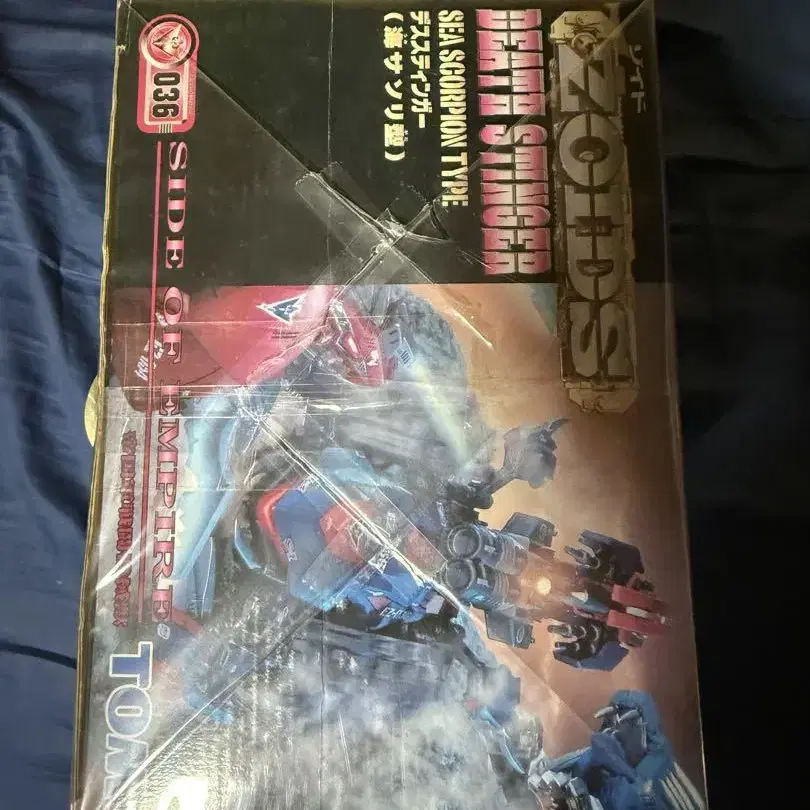 ゾイド
ZOIDS
DEATH STINGER
SEA SCORPION TYPE
デススティンガー
(海サソリ型)
036
SIDE OF EMPIRE
TOM